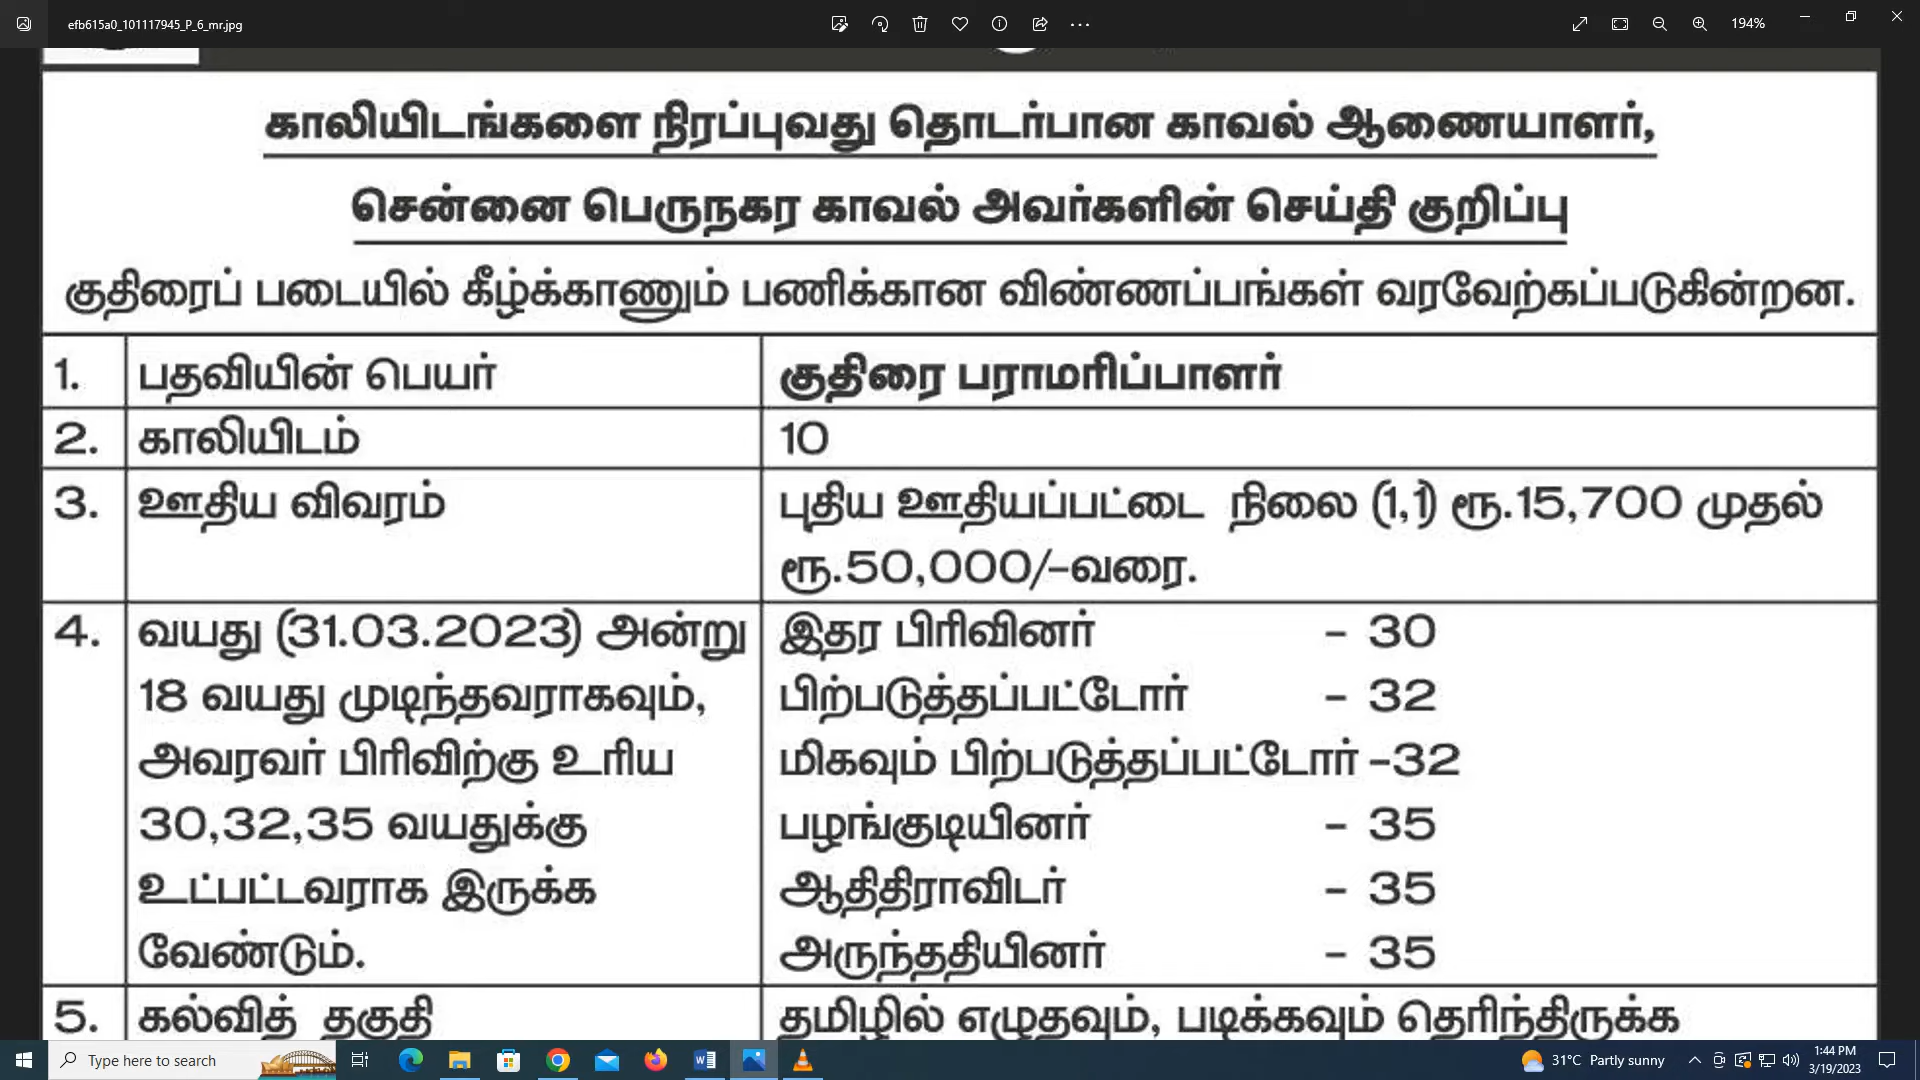 efb615a0_101117945_P_6_mr.jpg
194%
காலியிடங்களை நிரப்புவது தொடர்பான காவல் ஆணையாளர்,
சென்னை பெருநகர காவல் அவர்களின் செய்தி குறிப்பு
குதிரைப் படையில் கீழ்க்காணும் பணிக்கான விண்ணப்பங்கள் வரவேற்கப்படுகின்றன.
1. பதவியின் பெயர் குதிரை பராமரிப்பாளர்
2. காலியிடம் 10
3. ஊதிய விவரம் புதிய ஊதியப்பட்டை நிலை (1,1) ரூ.15,700 முதல்
ரூ.50,000/-வரை.
4. வயது (31.03.2023) அன்று இதர பிரிவினர் - 30
18 வயது முடிந்தவராகவும், பிற்படுத்தப்பட்டோர் - 32
அவரவர் பிரிவிற்கு உரிய மிகவும் பிற்படுத்தப்பட்டோர் -32
30,32,35 வயதுக்கு பழங்குடியினர் - 35
உட்பட்டவராக இருக்க ஆதிதிராவிடர் - 35
வேண்டும். அருந்ததியினர் - 35
5. கல்வித் தகுதி தமிழில் எழுதவும், படிக்கவும் தெரிந்திருக்க
Type here to search
31°C Partly sunny
1:44 PM
3/19/2023